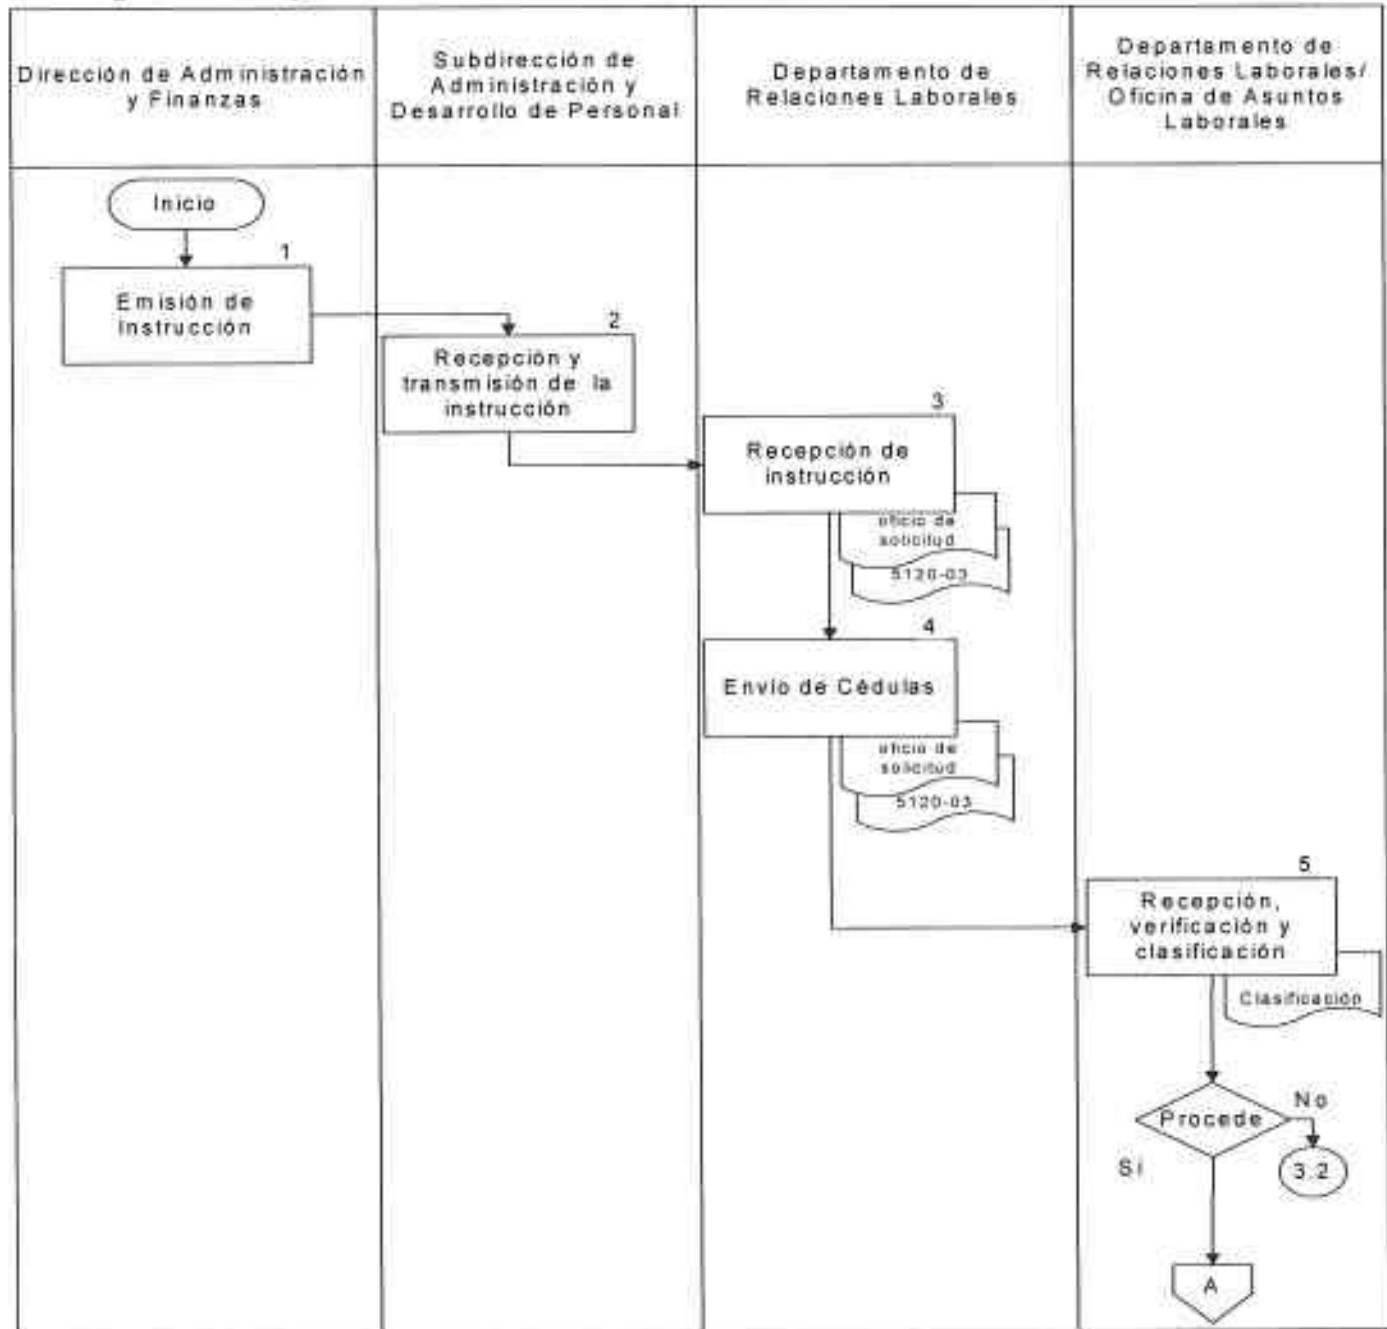 Dirección de Administración
y Finanzas
Subdirección de
Administración y
Desarrollo de Personal
Departamento de
Relaciones Laborales
Departamento de
Relaciones Laborales/
Oficina de Asuntos
Laborales
Inicio
1
Emisión de
Instrucción
2
Recepción y
transmisión de la
instrucción
3
Recepción de
instrucción
oficio de
solicitud
5120-03
4
Envío de Cédulas
oficio de
solicitud
5120-03
5
Recepción,
verificación y
clasificación
Clasificación
Procede
No
Sí
3.2
A